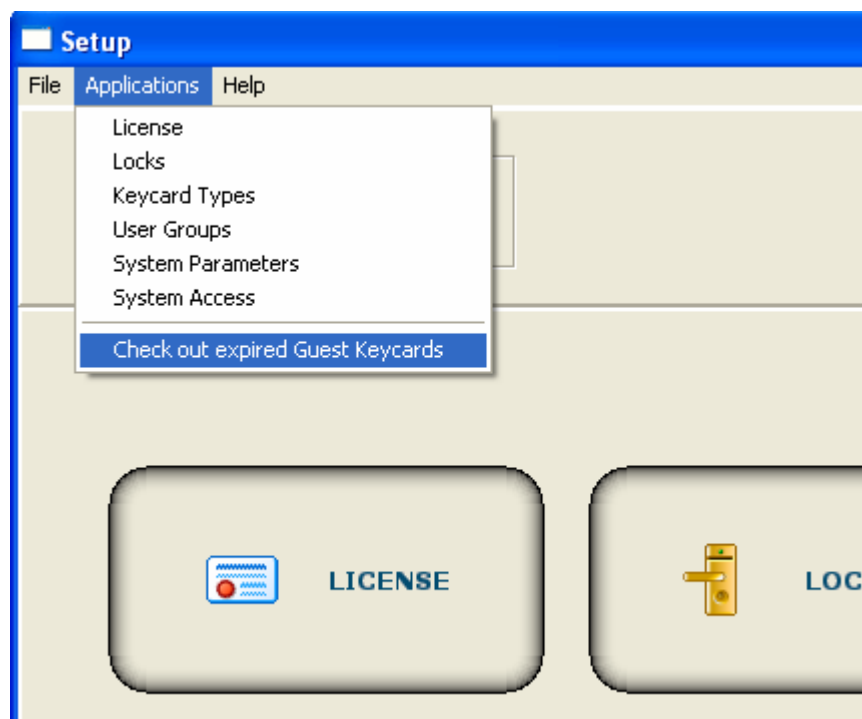 Setup
File Applications Help
License
Locks
Keycard Types
User Groups
System Parameters
System Access
Check out expired Guest Keycards
LICENSE
LOC